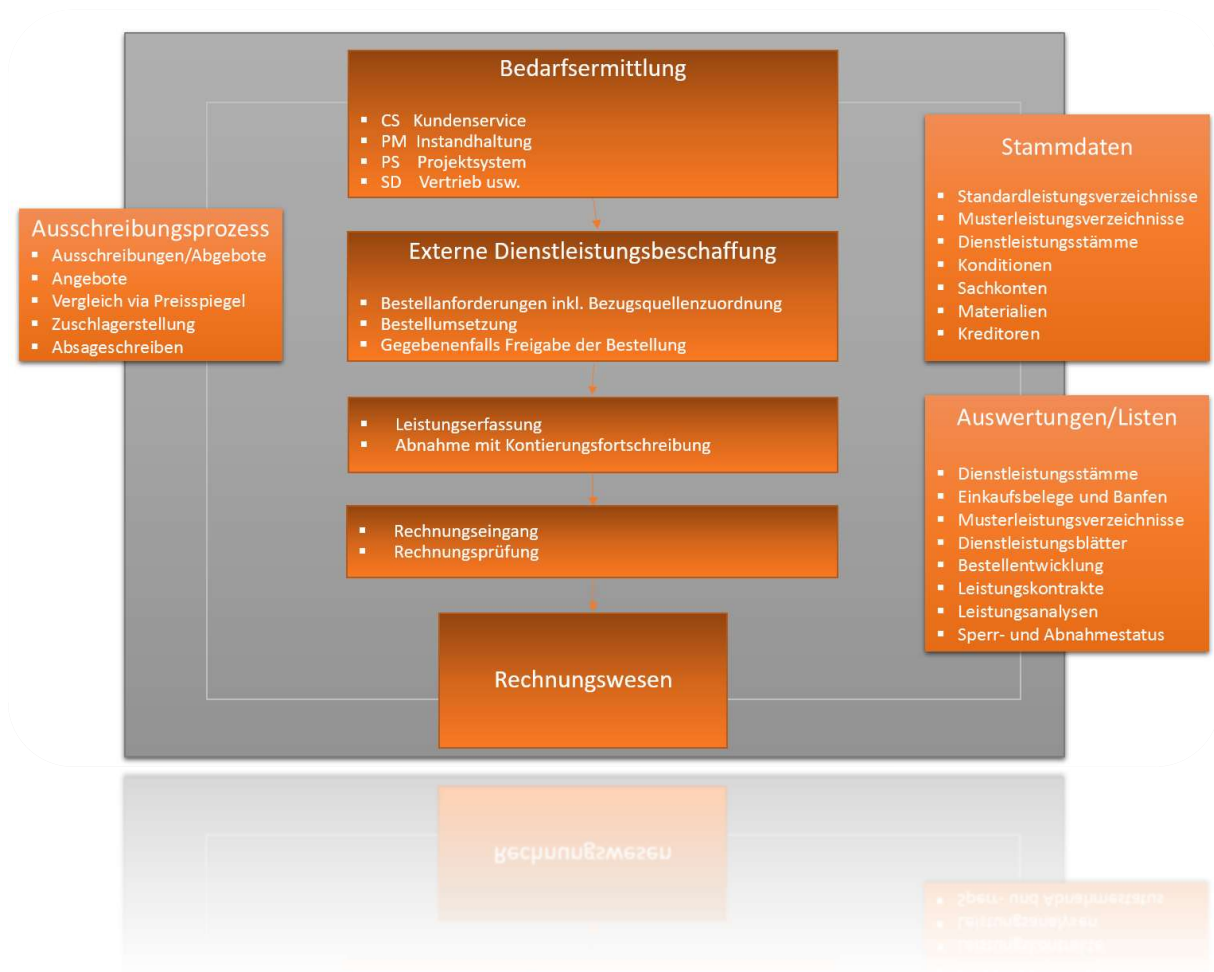 Bedarfsermittlung
▪ CS Kundenservice
▪ PM Instandhaltung
▪ PS Projektsystem
▪ SD Vertrieb usw.
Ausschreibungsprozess
▪ Ausschreibungen/Abgebote
▪ Angebote
▪ Vergleich via Preisspiegel
▪ Zuschlagerstellung
▪ Absageschreiben
Externe Dienstleistungsbeschaffung
▪ Bestellanforderungen inkl. Bezugsquellenzuordnung
▪ Bestellumsetzung
▪ Gegebenenfalls Freigabe der Bestellung
▪ Leistungserfassung
▪ Abnahme mit Kontierungsfortschreibung
▪ Rechnungseingang
▪ Rechnungsprüfung
Rechnungswesen
Stammdaten
▪ Standardleistungsverzeichnisse
▪ Musterleistungsverzeichnisse
▪ Dienstleistungsstämme
▪ Konditionen
▪ Sachkonten
▪ Materialien
▪ Kreditoren
Auswertungen/Listen
▪ Dienstleistungsstämme
▪ Einkaufsbelege und Banfen
▪ Musterleistungsverzeichnisse
▪ Dienstleistungsblätter
▪ Bestellentwicklung
▪ Leistungskontrakte
▪ Leistungsanalysen
▪ Sperr- und Abnahmestatus